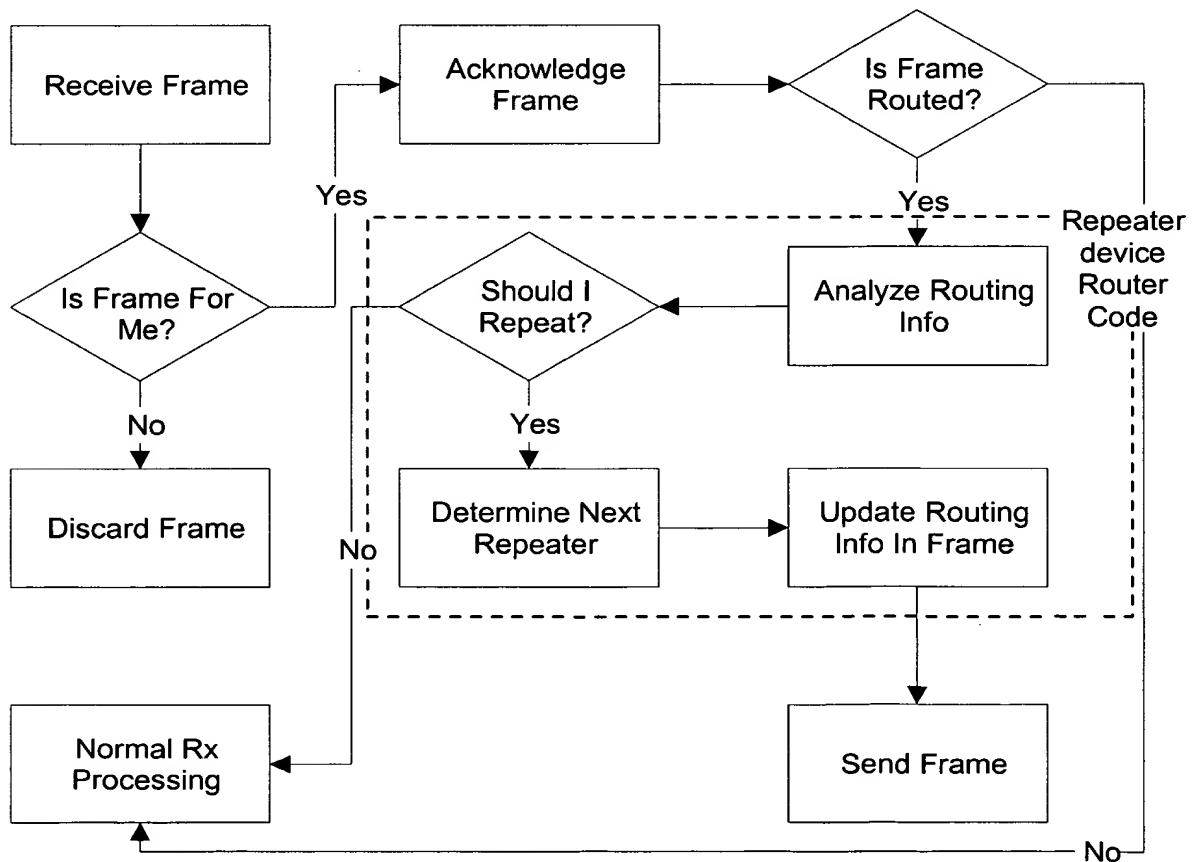 Receive Frame
Acknowledge
Frame
Is Frame
Routed?
Yes
Yes
Repeater
device
Router
Code
Is Frame For
Me?
Should I
Repeat?
Analyze Routing
Info
No
Yes
Discard Frame
No
Determine Next
Repeater
Update Routing
Info In Frame
Normal Rx
Processing
Send Frame
No